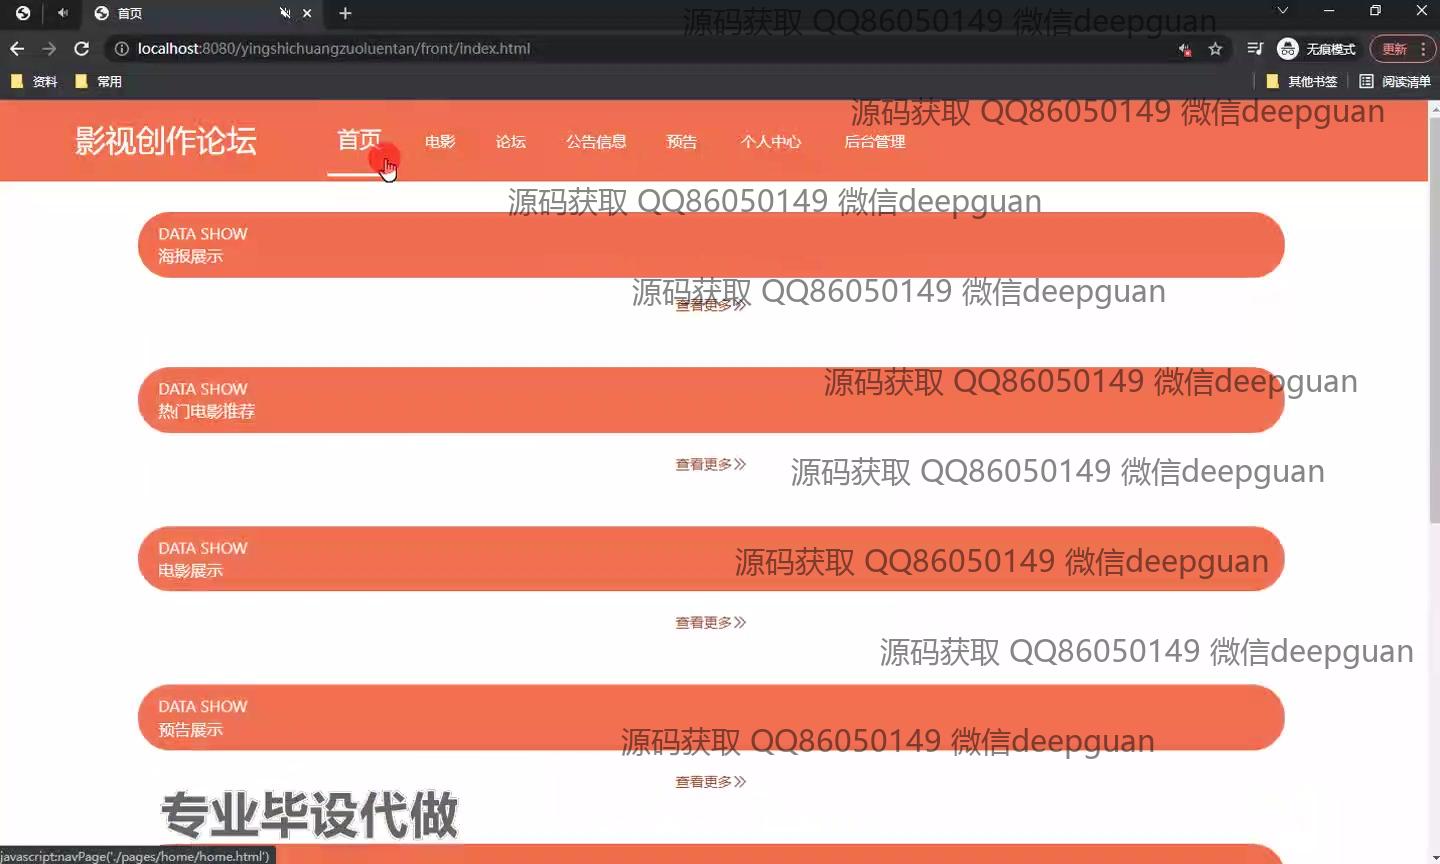 首页
源码获取 QQ86050149 微信deepguan
localhost:8080/yingshichuangzuoluentan/front/index.html
无痕模式
更新
资料
常用
其他书签
阅读清单
源码获取 QQ86050149 微信deepguan
影视创作论坛
首页
电影
论坛
公告信息
预告
个人中心
后台管理
源码获取 QQ86050149 微信deepguan
DATA SHOW
海报展示
源码获取 QQ86050149 微信deepguan
查看更多
DATA SHOW
热门电影推荐
源码获取 QQ86050149 微信deepguan
查看更多
源码获取 QQ86050149 微信deepguan
DATA SHOW
电影展示
源码获取 QQ86050149 微信deepguan
查看更多
源码获取 QQ86050149 微信deepguan
DATA SHOW
预告展示
源码获取 QQ86050149 微信deepguan
查看更多
专业毕设代做
javascript:navPage('./pages/home/home.html')